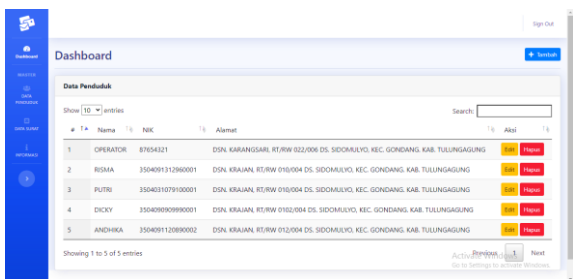 Sign Out
Dashboard
Dashboard
+ Tambah
MASTER
DATA PENDUDUK
DATA SURAT
INFORMASI
Data Penduduk
Show 10 entries
Search:
# Nama NIK Alamat Aksi
1 OPERATOR 87654321 DSN. KARANGSARI, RT/RW 022/006 DS. SIDOMULYO, KEC. GONDANG. KAB. TULUNGAGUNG Edit Hapus
2 RISMA 3504091312960001 DSN. KRAJAN, RT/RW 010/004 DS. SIDOMULYO, KEC. GONDANG. KAB. TULUNGAGUNG Edit Hapus
3 PUTRI 3504031079100001 DSN. KRAJAN, RT/RW 010/004 DS. SIDOMULYO, KEC. GONDANG. KAB. TULUNGAGUNG Edit Hapus
4 DICKY 3504090909990001 DSN. KRAJAN, RT/RW 0102/004 DS. SIDOMULYO, KEC. GONDANG. KAB. TULUNGAGUNG Edit Hapus
5 ANDHIKA 3504091120890002 DSN. KRAJAN, RT/RW 012/004 DS. SIDOMULYO, KEC. GONDANG. KAB. TULUNGAGUNG Edit Hapus
Showing 1 to 5 of 5 entries
Previous 1 Next
Activate Windows
Go to Settings to activate Windows.